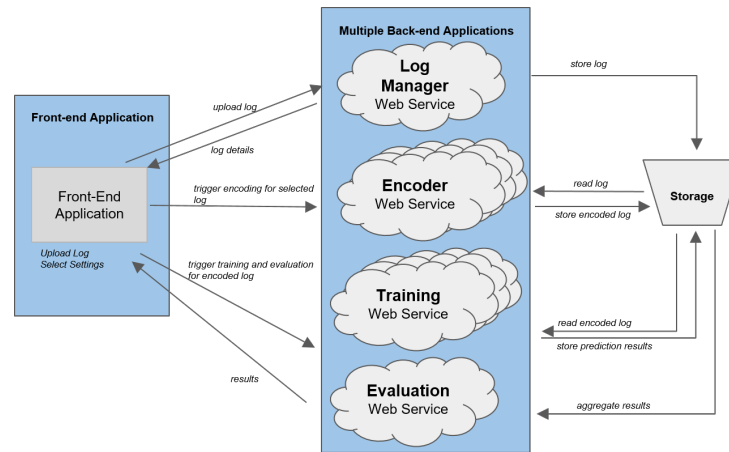 Multiple Back-end Applications
Log
Manager
Web Service
store log
upload log
Front-end Application
log details
Front-End
Application
trigger encoding for selected
log
Encoder
Web Service
read log
store encoded log
Storage
Upload Log
Select Settings
trigger training and evaluation
for encoded log
Training
Web Service
read encoded log
store prediction results
results
Evaluation
Web Service
aggregate results